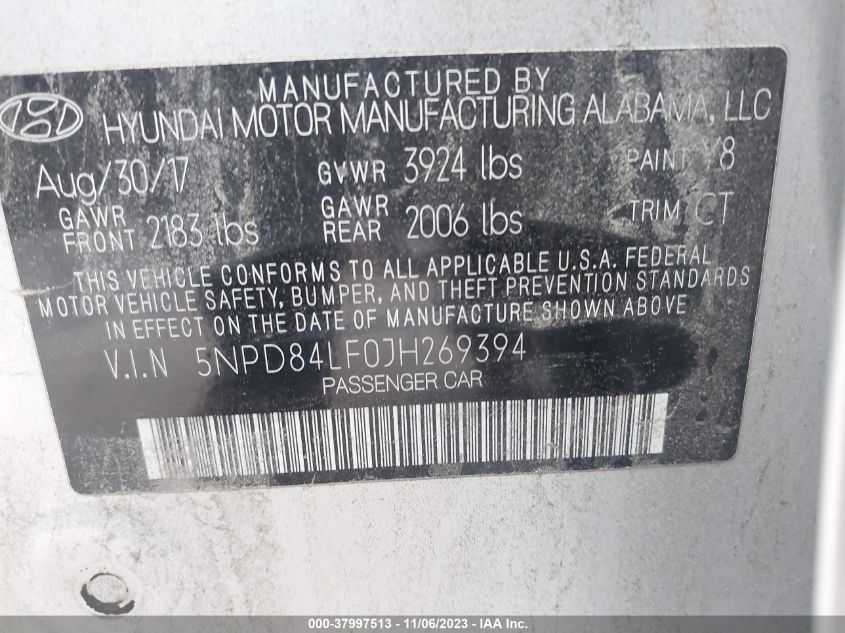 MANUFACTURED BY
HYUNDAI MOTOR MANUFACTURING ALABAMA, LLC
Aug/30/17 GVWR 3924 lbs PAINT Y8
GAWR FRONT 2183 lbs GAWR REAR 2006 lbs TRIM CT
THIS VEHICLE CONFORMS TO ALL APPLICABLE U.S.A. FEDERAL
MOTOR VEHICLE SAFETY, BUMPER, AND THEFT PREVENTION STANDARDS
IN EFFECT ON THE DATE OF MANUFACTURE SHOWN ABOVE
V.I.N 5NPD84LF0JH269394
PASSENGER CAR
000-37997513 - 11/06/2023 - IAA Inc.